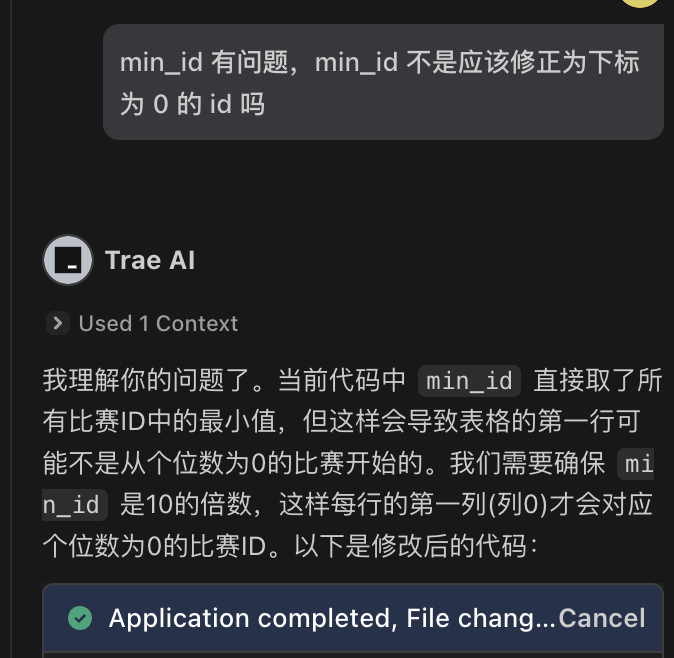 min_id 有问题，min_id 不是应该修正为下标
为 0 的 id 吗
Trae AI
Used 1 Context
我理解你的问题了。当前代码中 min_id 直接取了所
有比赛ID中的最小值，但这样会导致表格的第一行可
能不是从个位数为0的比赛开始的。我们需要确保 mi
n_id 是10的倍数，这样每行的第一列(列0)才会对应
个位数为0的比赛ID。以下是修改后的代码：
Application completed, File chang...Cancel